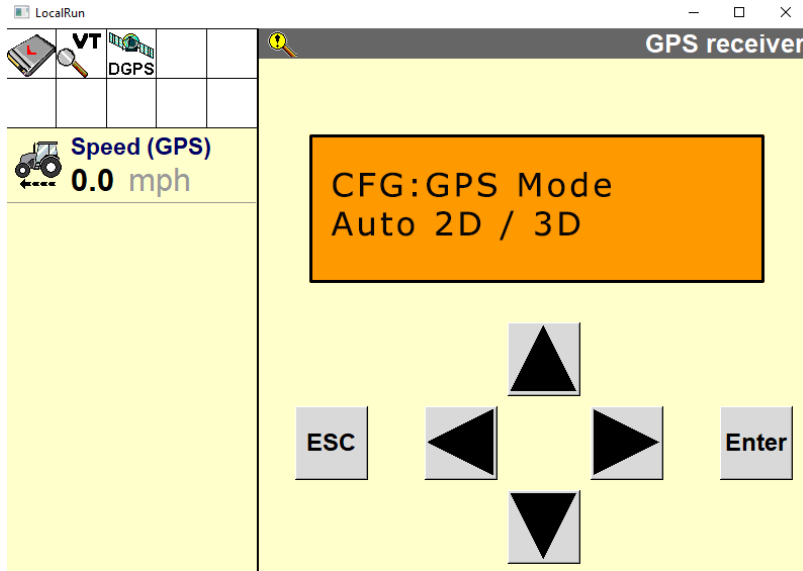 LocalRun
VT
DGPS
GPS receiver
Speed (GPS)
0.0 mph
CFG:GPS Mode
Auto 2D / 3D
ESC
Enter